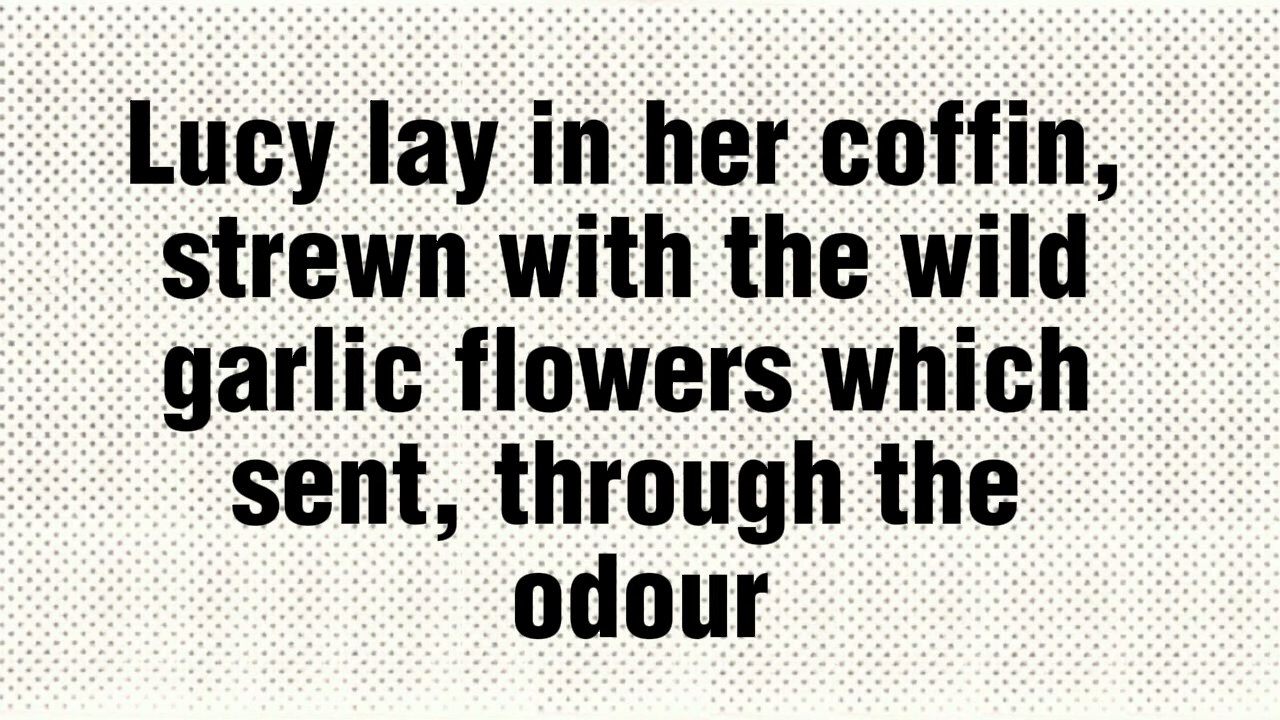 Lucy lay in her coffin,
strewn with the wild
garlic flowers which
sent, through the
odour